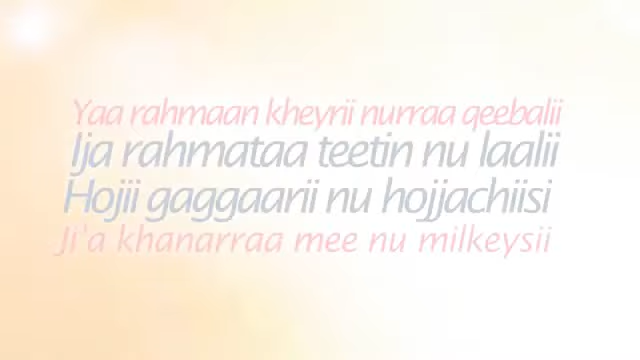 Yaa rahmaan kheyrii nurraa qeebalii
Ija rahmataa teetin nu laalii
Hojii gaggaarii nu hojjachiisi
Ji'a khanarraa mee nu milkeysii